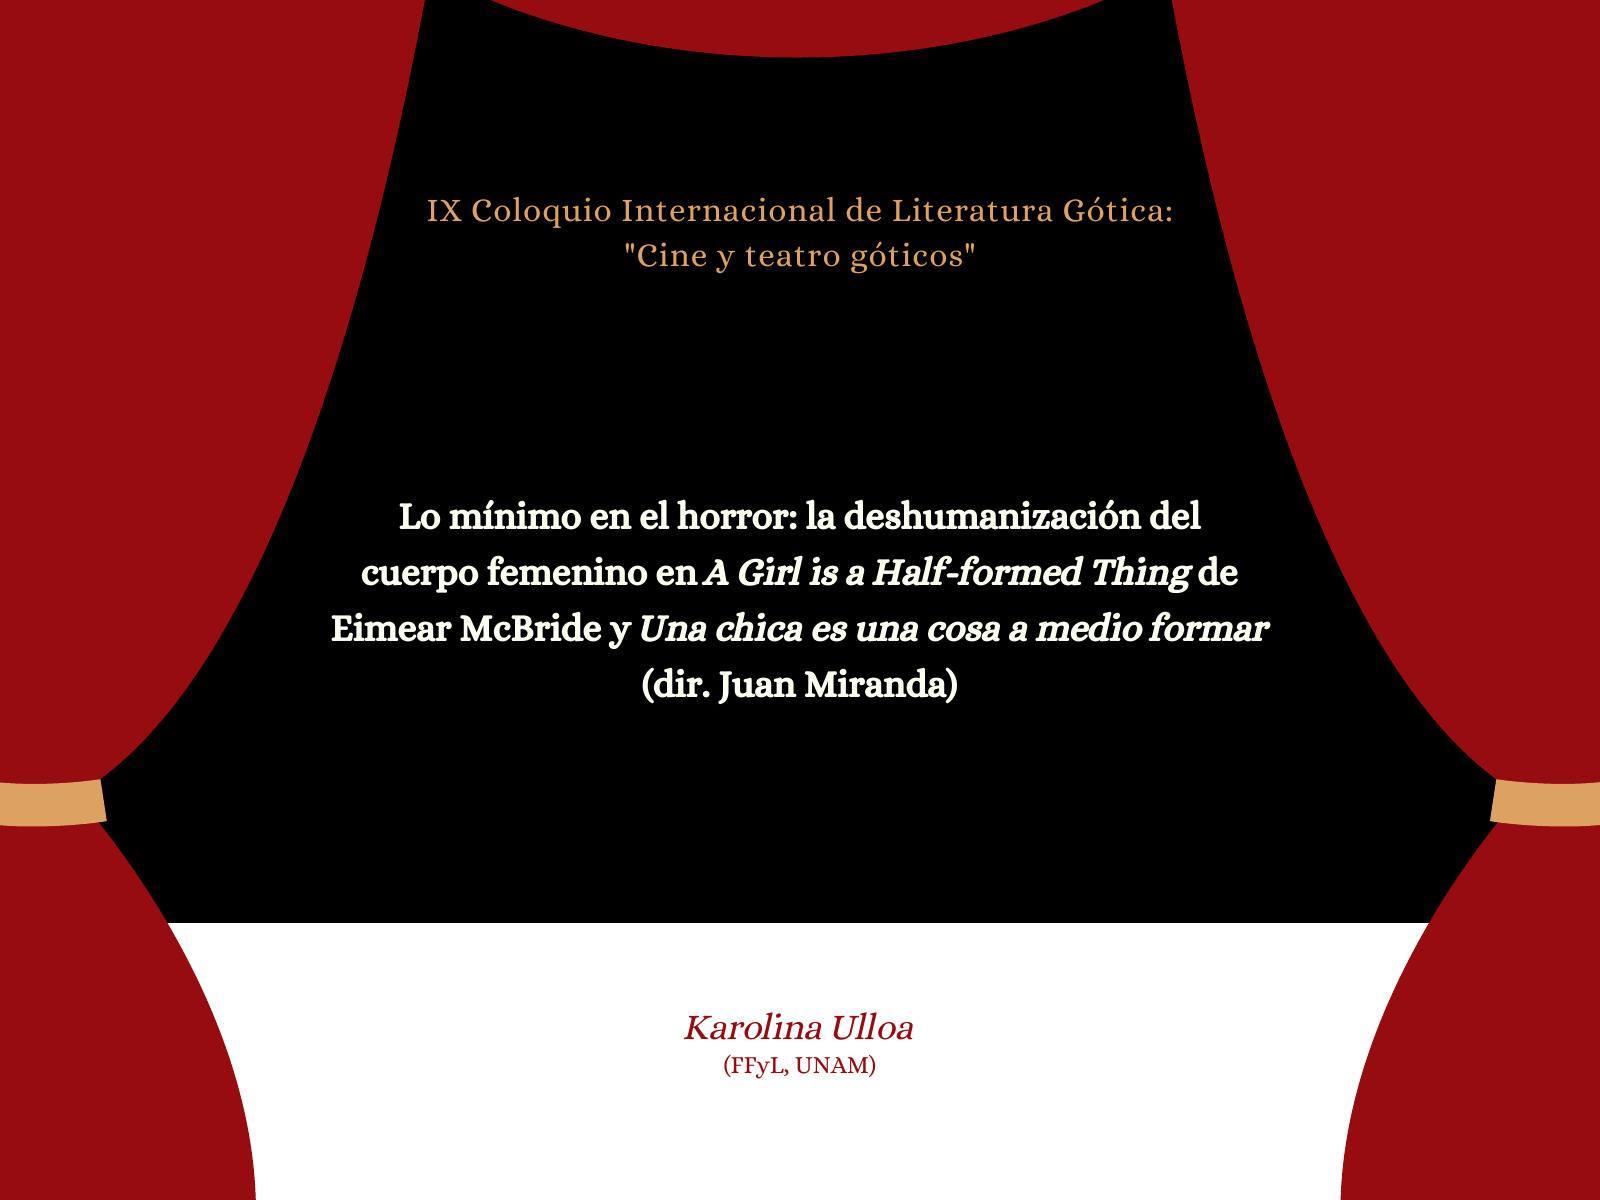 IX Coloquio Internacional de Literatura Gótica:
"Cine y teatro góticos"
Lo mínimo en el horror: la deshumanización del
cuerpo femenino en A Girl is a Half-formed Thing de
Eimear McBride y Una chica es una cosa a medio formar
(dir. Juan Miranda)
Karolina Ulloa
(FFyL, UNAM)